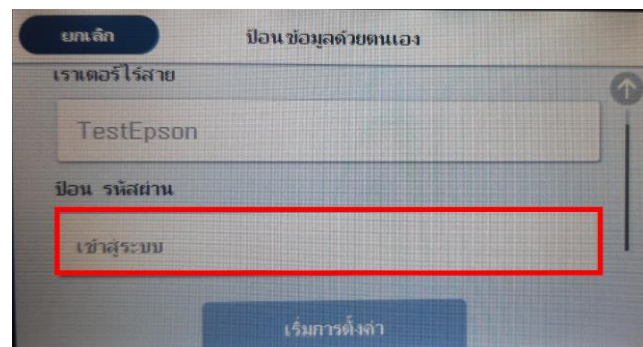 ยกเลิก ป้อนข้อมูลด้วยตนเอง
เราเตอร์ไร้สาย
TestEpson
ป้อน รหัสผ่าน
เข้าสู่ระบบ
เริ่มการตั้งค่า